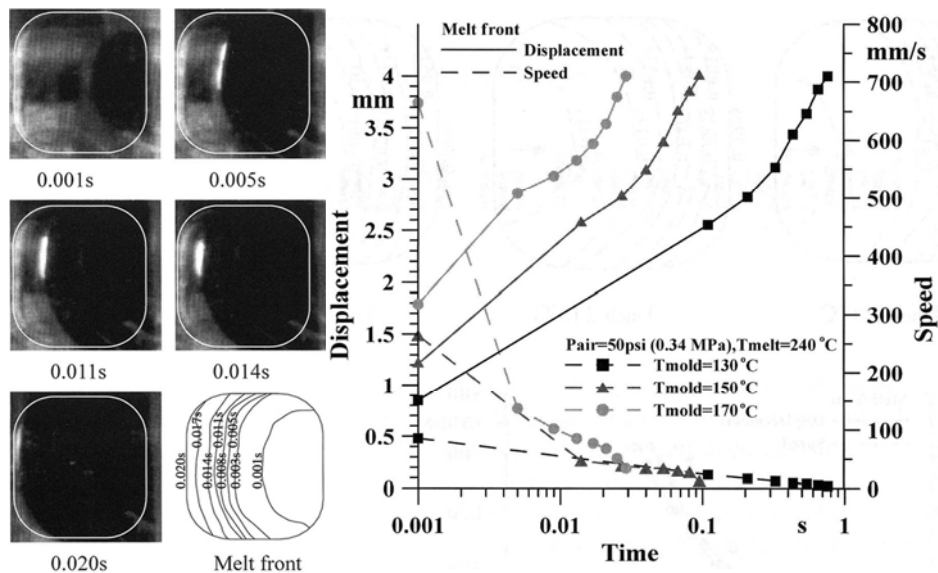 0.001s
0.005s
0.011s
0.014s
0.020s
0.017s
0.011s
0.005s
0.020s
0.014s
0.008s
0.003s
0.001s
Melt front
Melt front
Displacement
Speed
4
mm
3.5
3
2.5
2
1.5
1
0.5
0
Displacement
800
mm/s
700
600
500
400
300
200
100
0
Speed
Pair=50psi (0.34 MPa),Tmelt=240°C
Tmold=130°C
Tmold=150°C
Tmold=170°C
0.001
0.01
0.1
s
1
Time